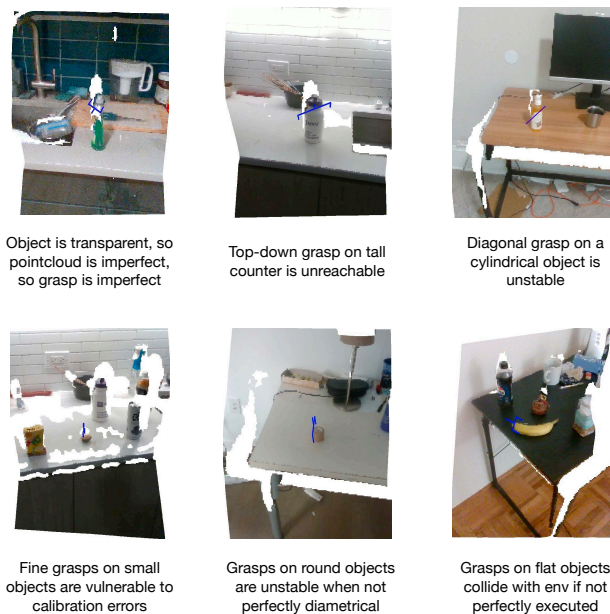 Object is transparent, so
pointcloud is imperfect,
so grasp is imperfect
Top-down grasp on tall
counter is unreachable
Diagonal grasp on a
cylindrical object is
unstable
Fine grasps on small
objects are vulnerable to
calibration errors
Grasps on round objects
are unstable when not
perfectly diametrical
Grasps on flat objects
collide with env if not
perfectly executed